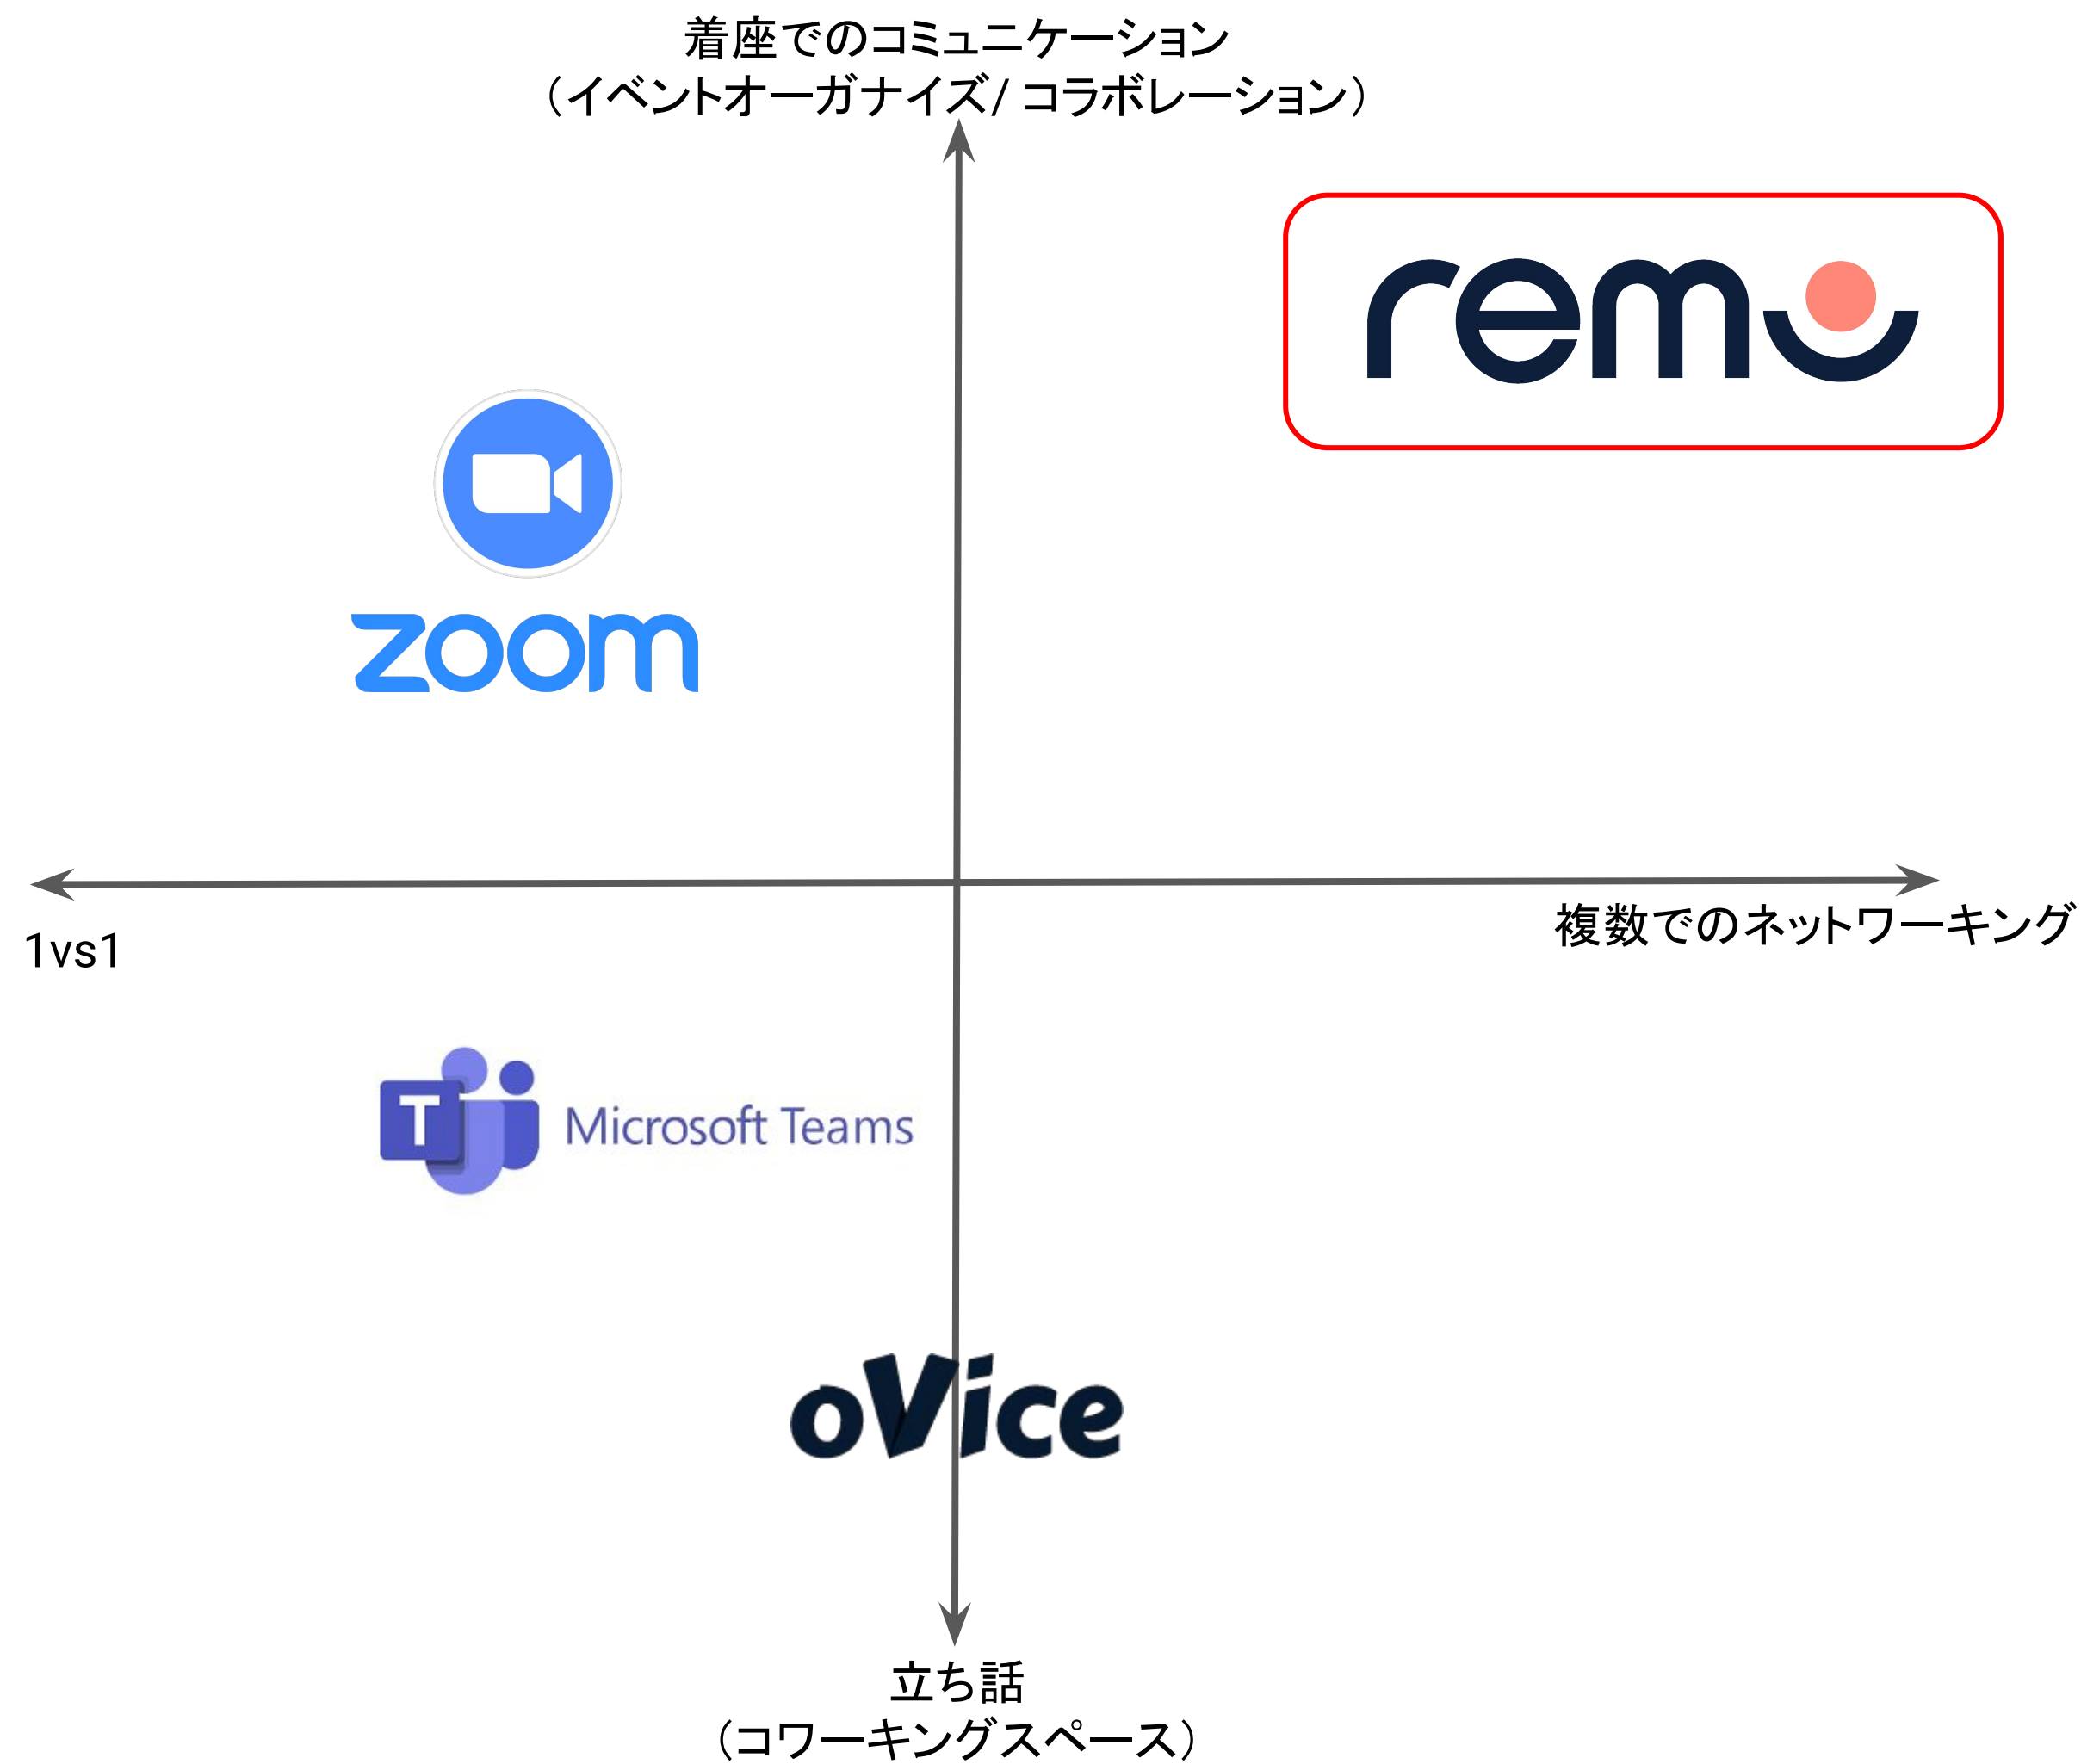 着座でのコミュニケーション
（イベントオーガナイズ/ コラボレーション）
remo
zoom
1vs1
複数でのネットワーキング
T
Microsoft Teams
oVice
立ち話
（コワーキングスペース）